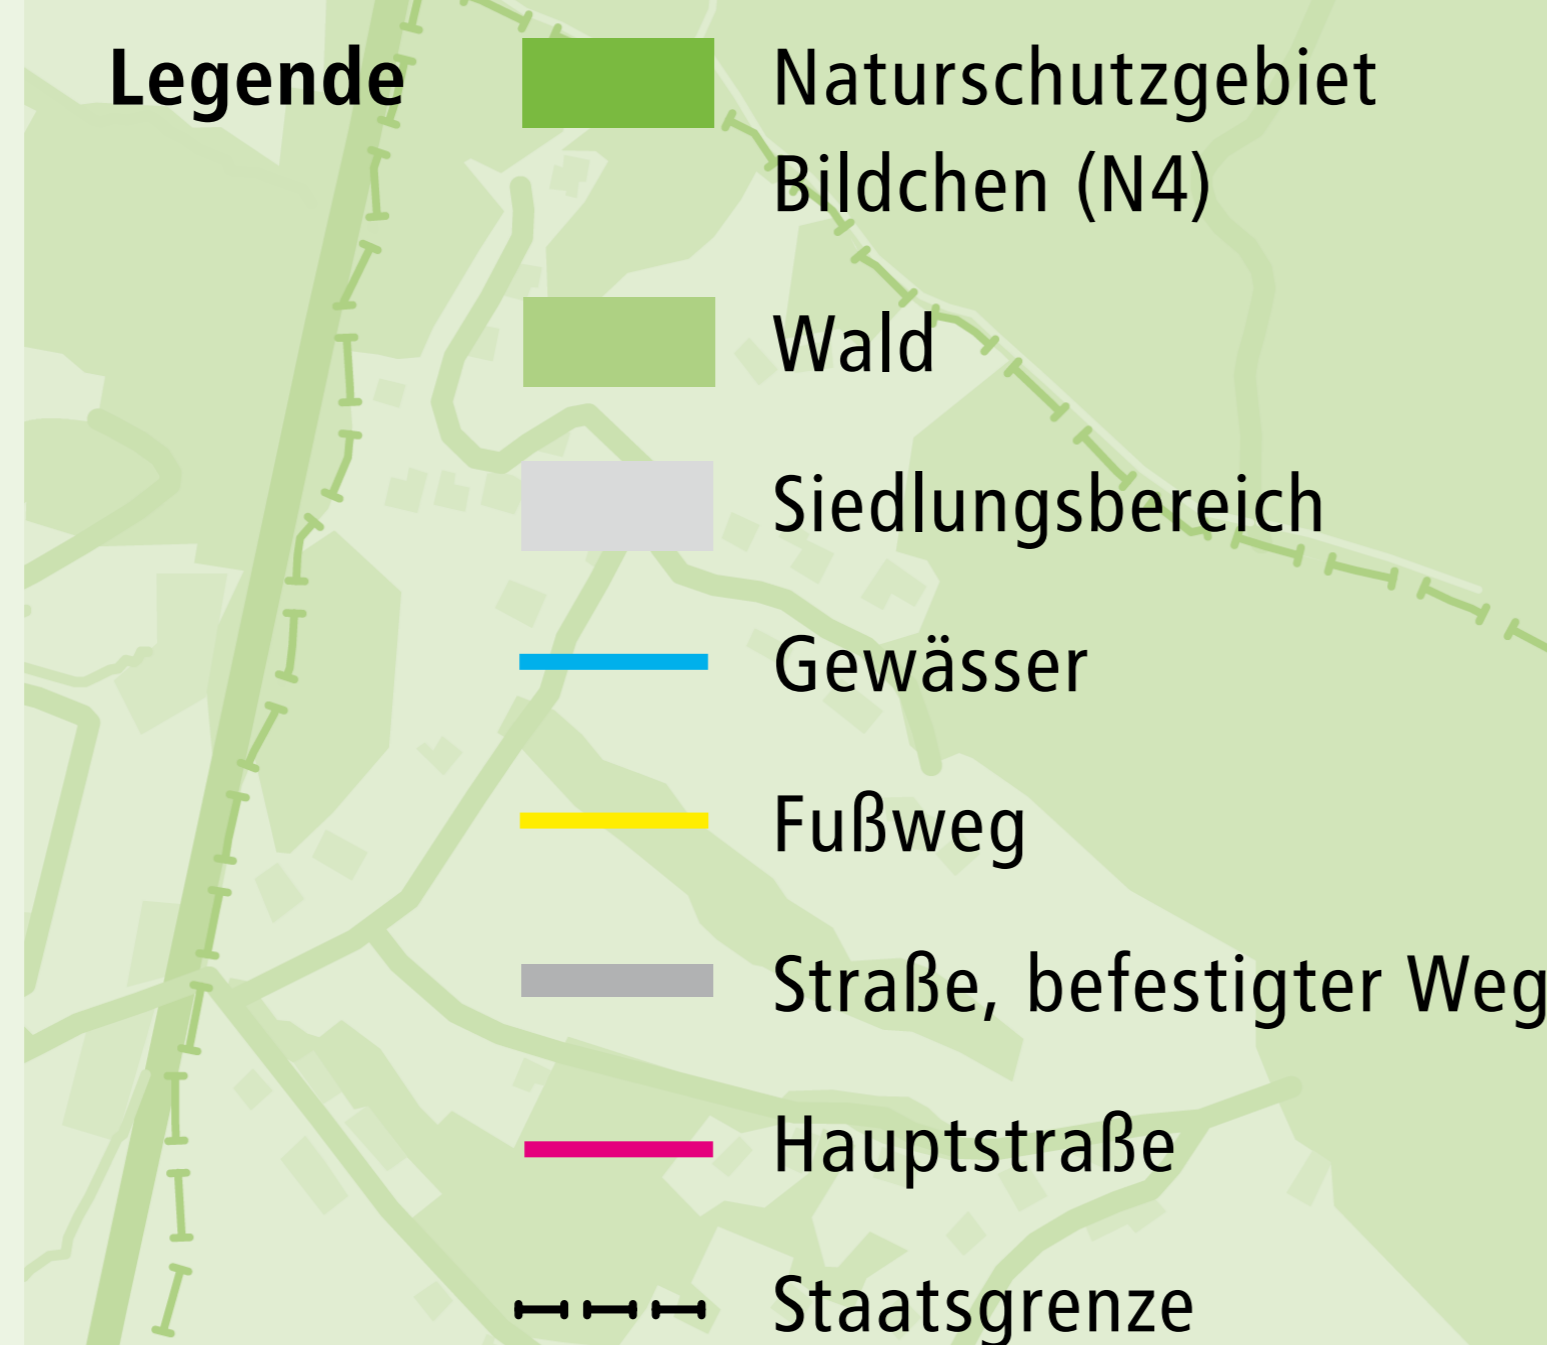 Legende
Naturschutzgebiet
Bildchen (N4)
Wald
Siedlungsbereich
Gewässer
Fußweg
Straße, befestigter Weg
Hauptstraße
Staatsgrenze